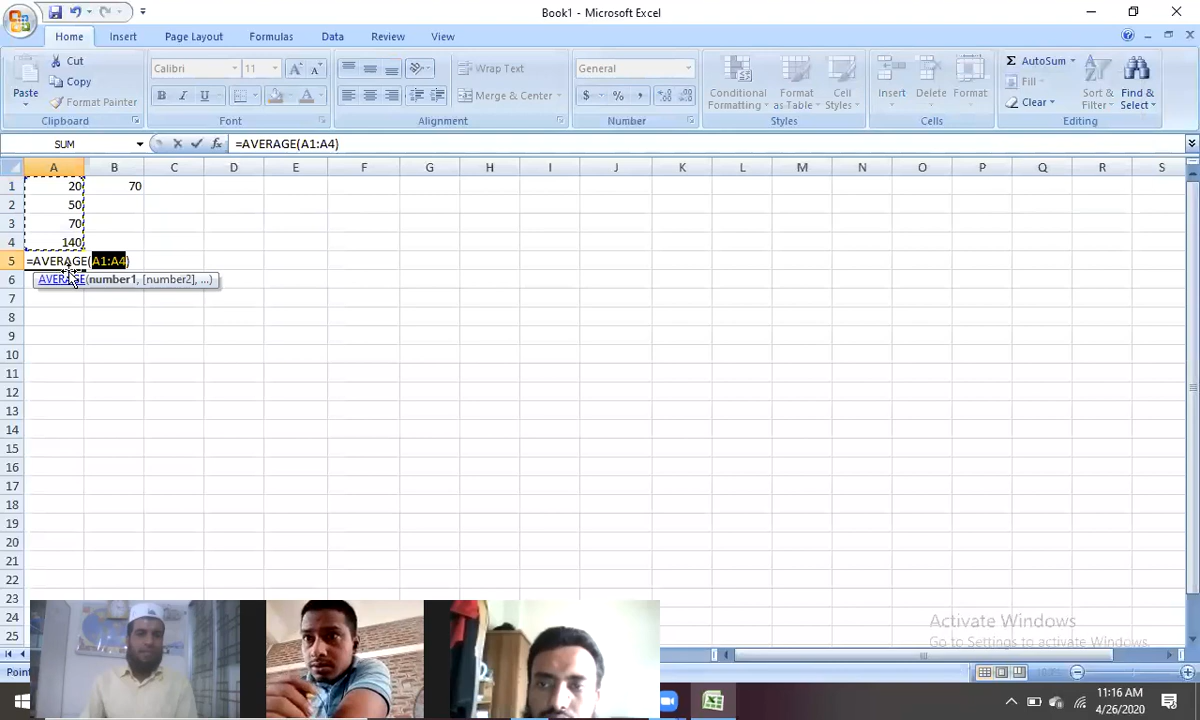 Book1 - Microsoft Excel
Home Insert Page Layout Formulas Data Review View
Paste
Cut
Copy
Format Painter
Clipboard
Calibri 11
B I U
Font
Wrap Text
Merge & Center
Alignment
General
$ % ,
Number
Conditional Formatting
Format as Table
Cell Styles
Styles
Insert Delete Format
Cells
Σ AutoSum
Fill
Clear
Sort & Filter
Find & Select
Editing
SUM fx =AVERAGE(A1:A4)
A B C D E F G H I J K L M N O P Q R S
1 20 70
2 50
3 70
4 140
5 =AVERAGE(A1:A4)
6 AVERAGE(number1, [number2], ...)
7
8
9
10
11
12
13
14
15
16
17
18
19
20
21
22
23
24
25
Activate Windows
Go to Settings to activate Windows.
Point
11:16 AM
4/26/2020